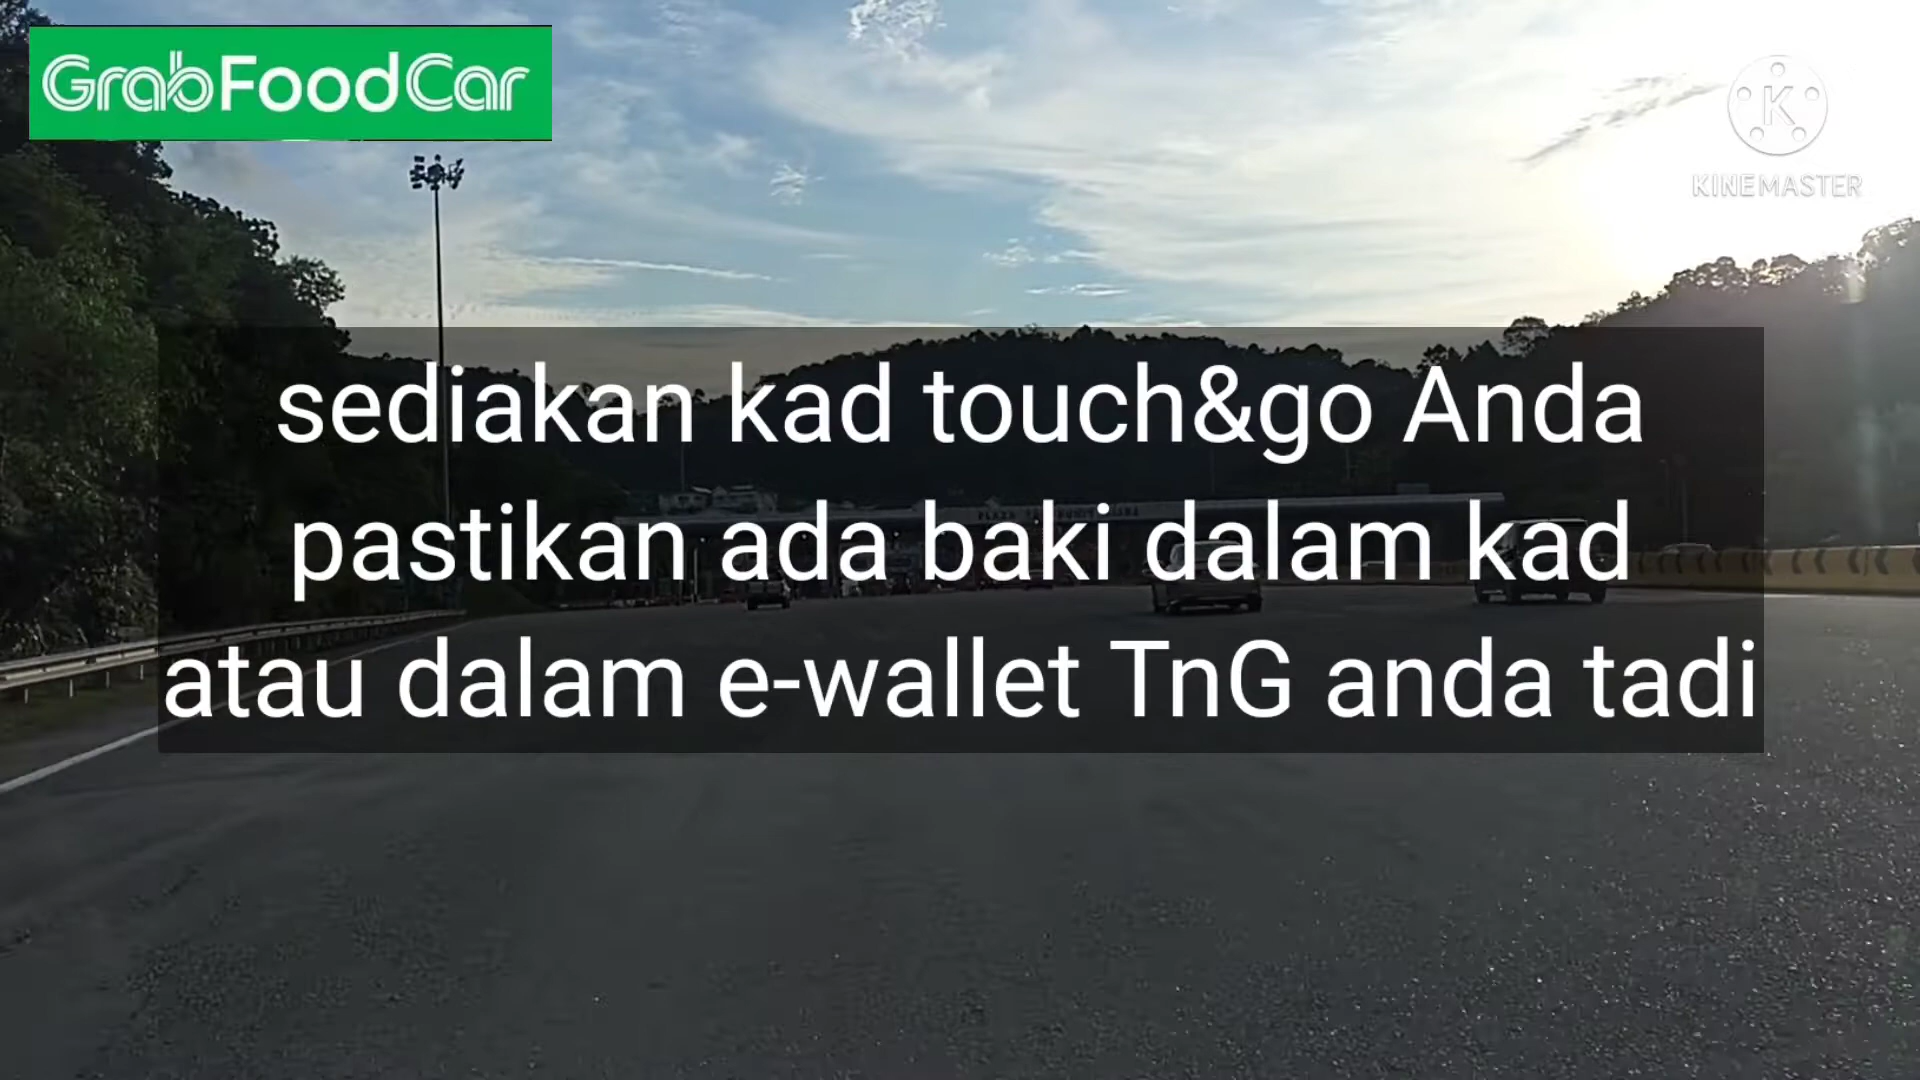 GrabFoodCar
K
KINEMASTER
sediakan kad touch&go Anda
pastikan ada baki dalam kad
atau dalam e-wallet TnG anda tadi